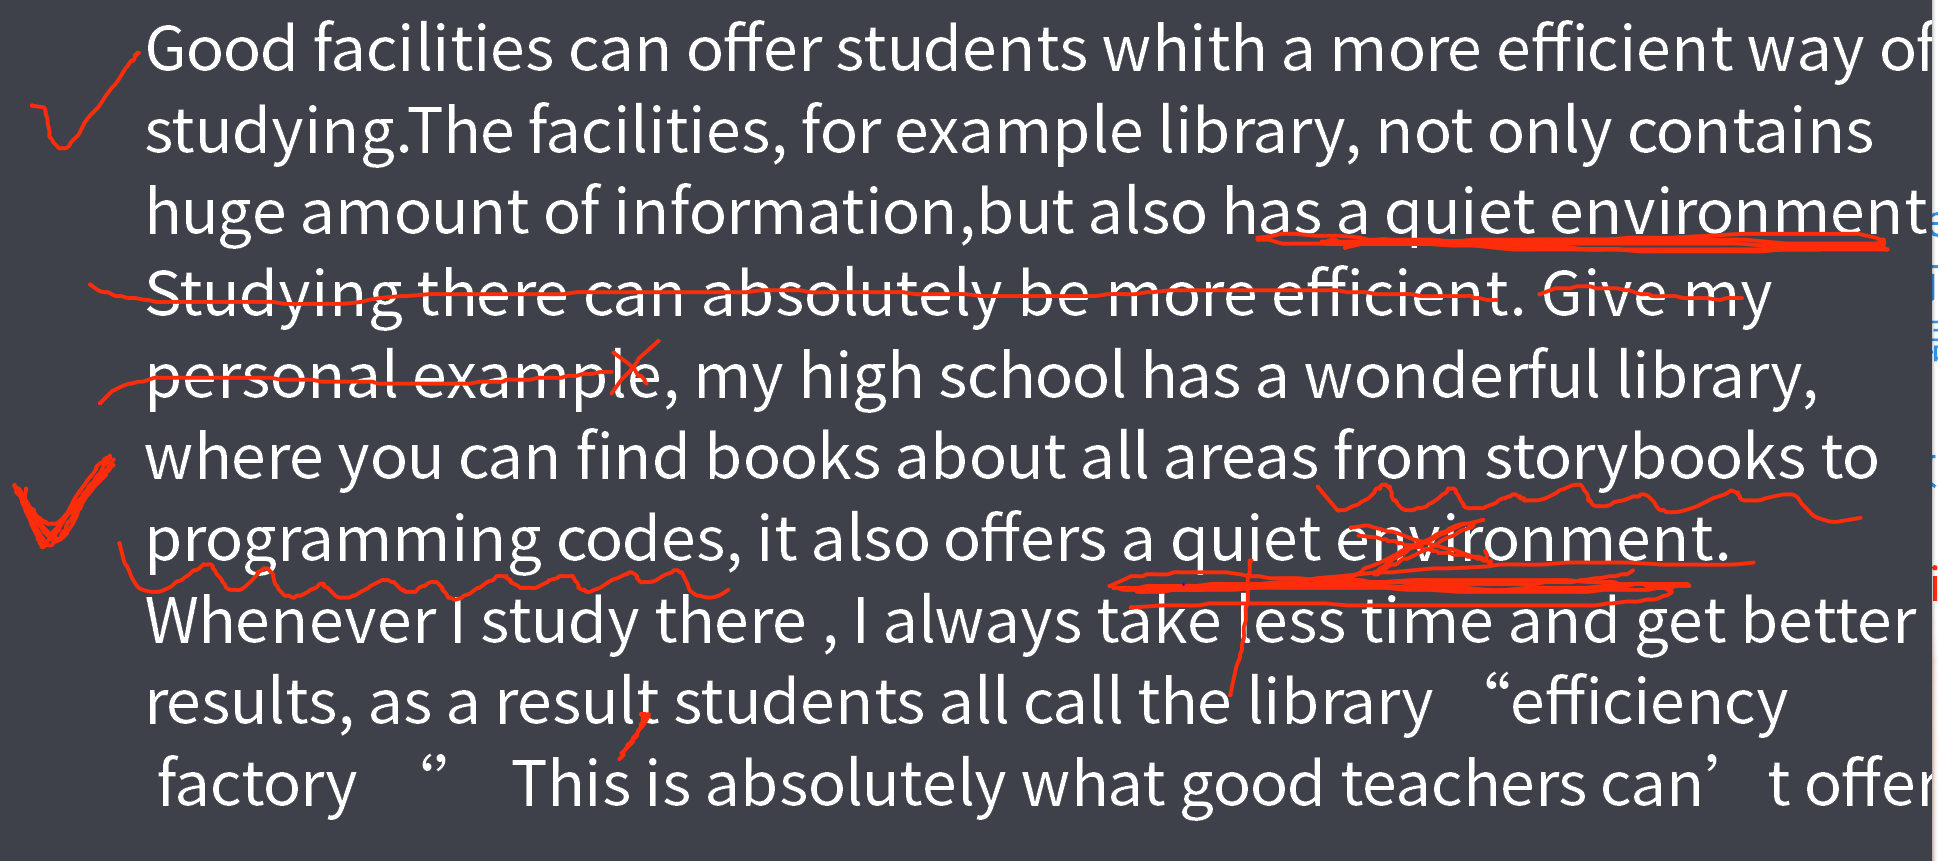 Good facilities can offer students whith a more efficient way of
studying.The facilities, for example library, not only contains
huge amount of information,but also has a quiet environment
Studying there can absolutely be more efficient. Give my
personal example, my high school has a wonderful library,
where you can find books about all areas from storybooks to
programming codes, it also offers a quiet environment.
Whenever I study there , I always take less time and get better
results, as a result students all call the library “efficiency
factory “’ This is absolutely what good teachers can’ t offer